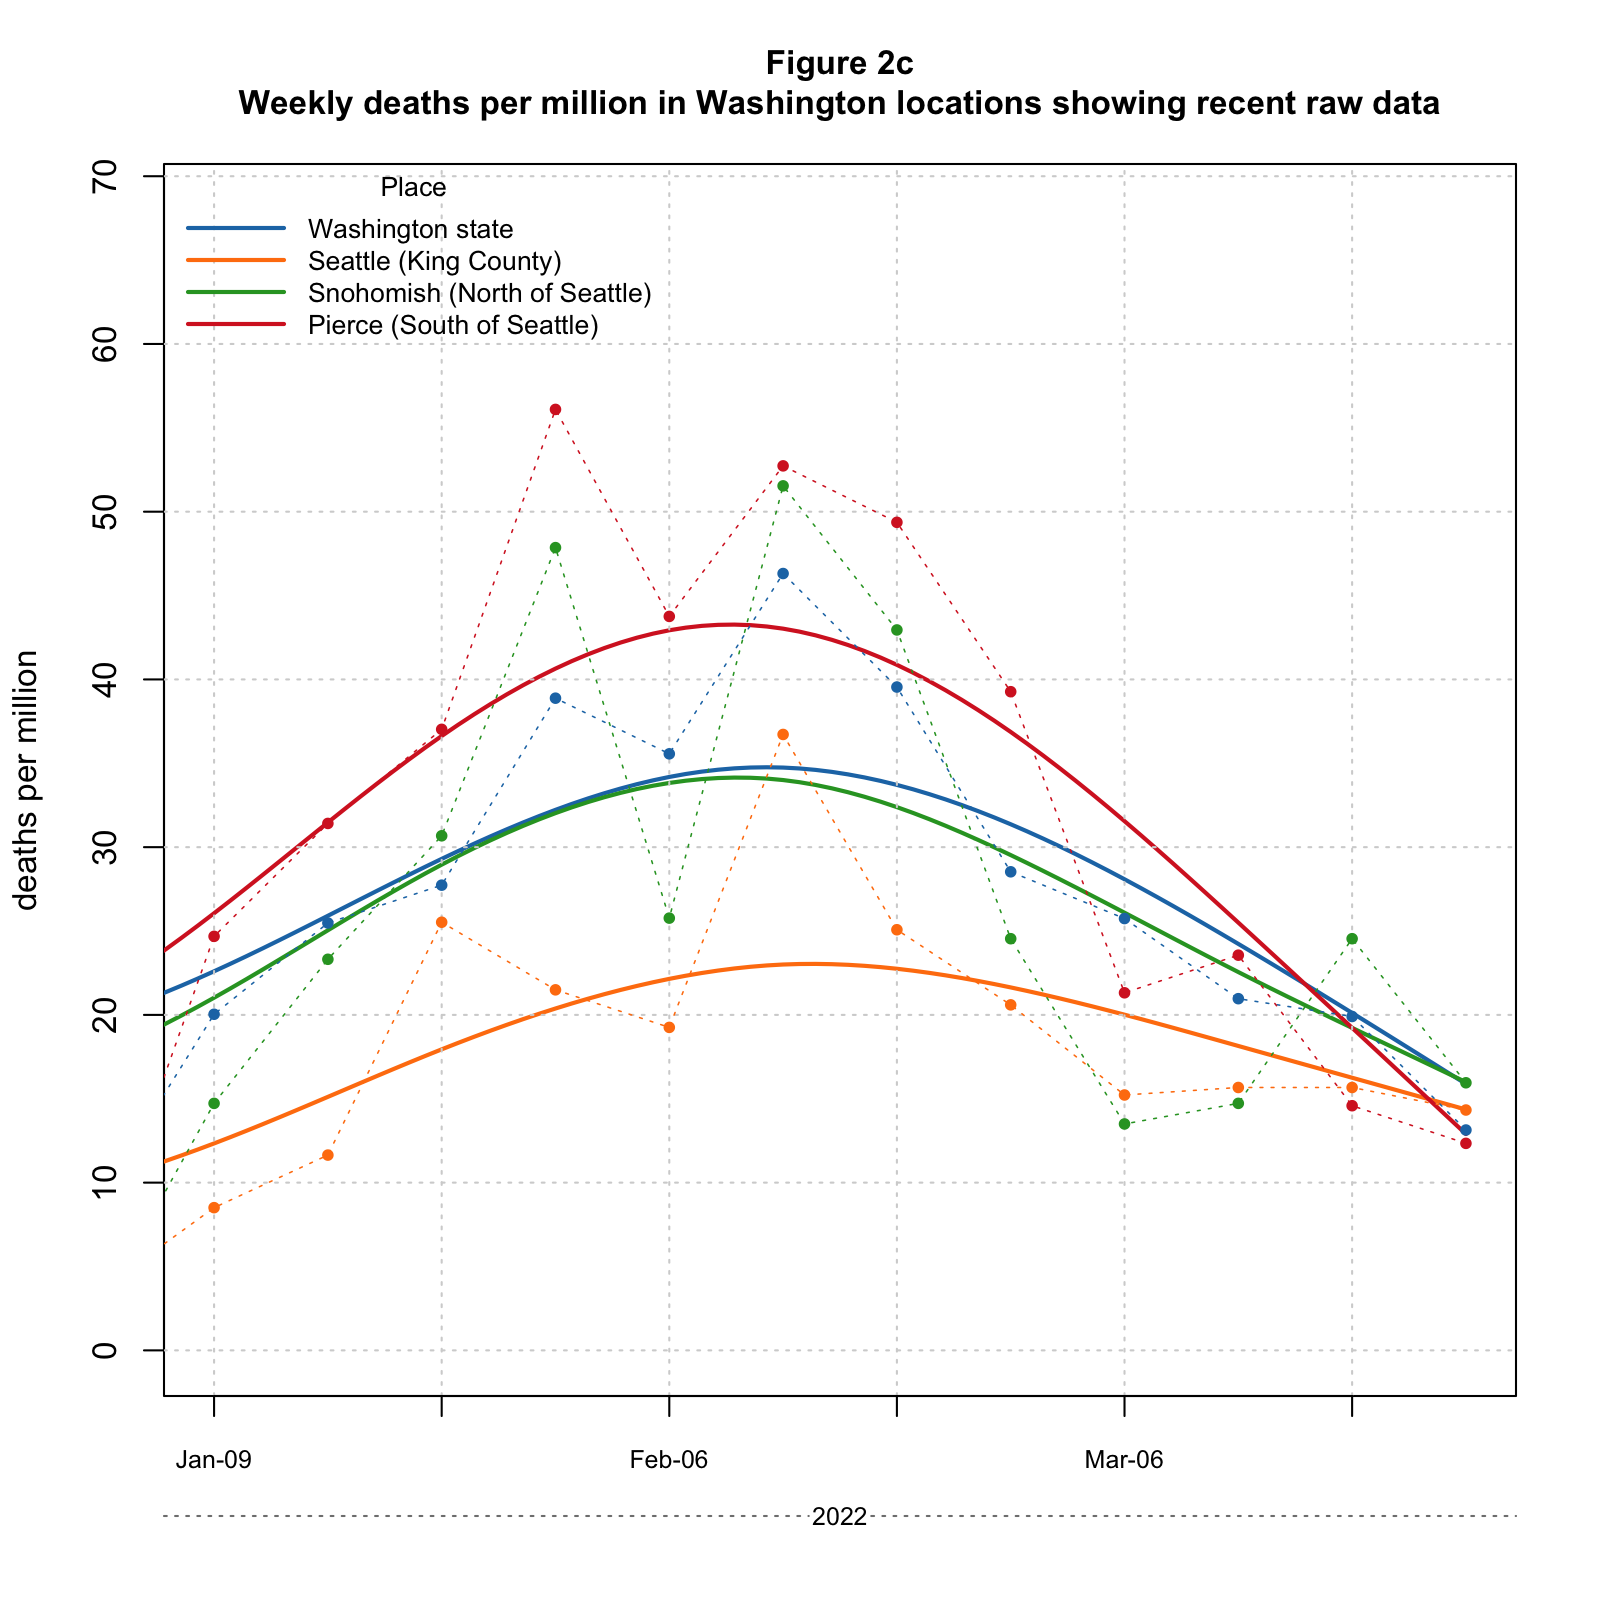 Figure 2c
Weekly deaths per million in Washington locations showing recent raw data
Place
Washington state
Seattle (King County)
Snohomish (North of Seattle)
Pierce (South of Seattle)
deaths per million
70
60
50
40
30
20
10
0
Jan-09 Feb-06 Mar-06
2022